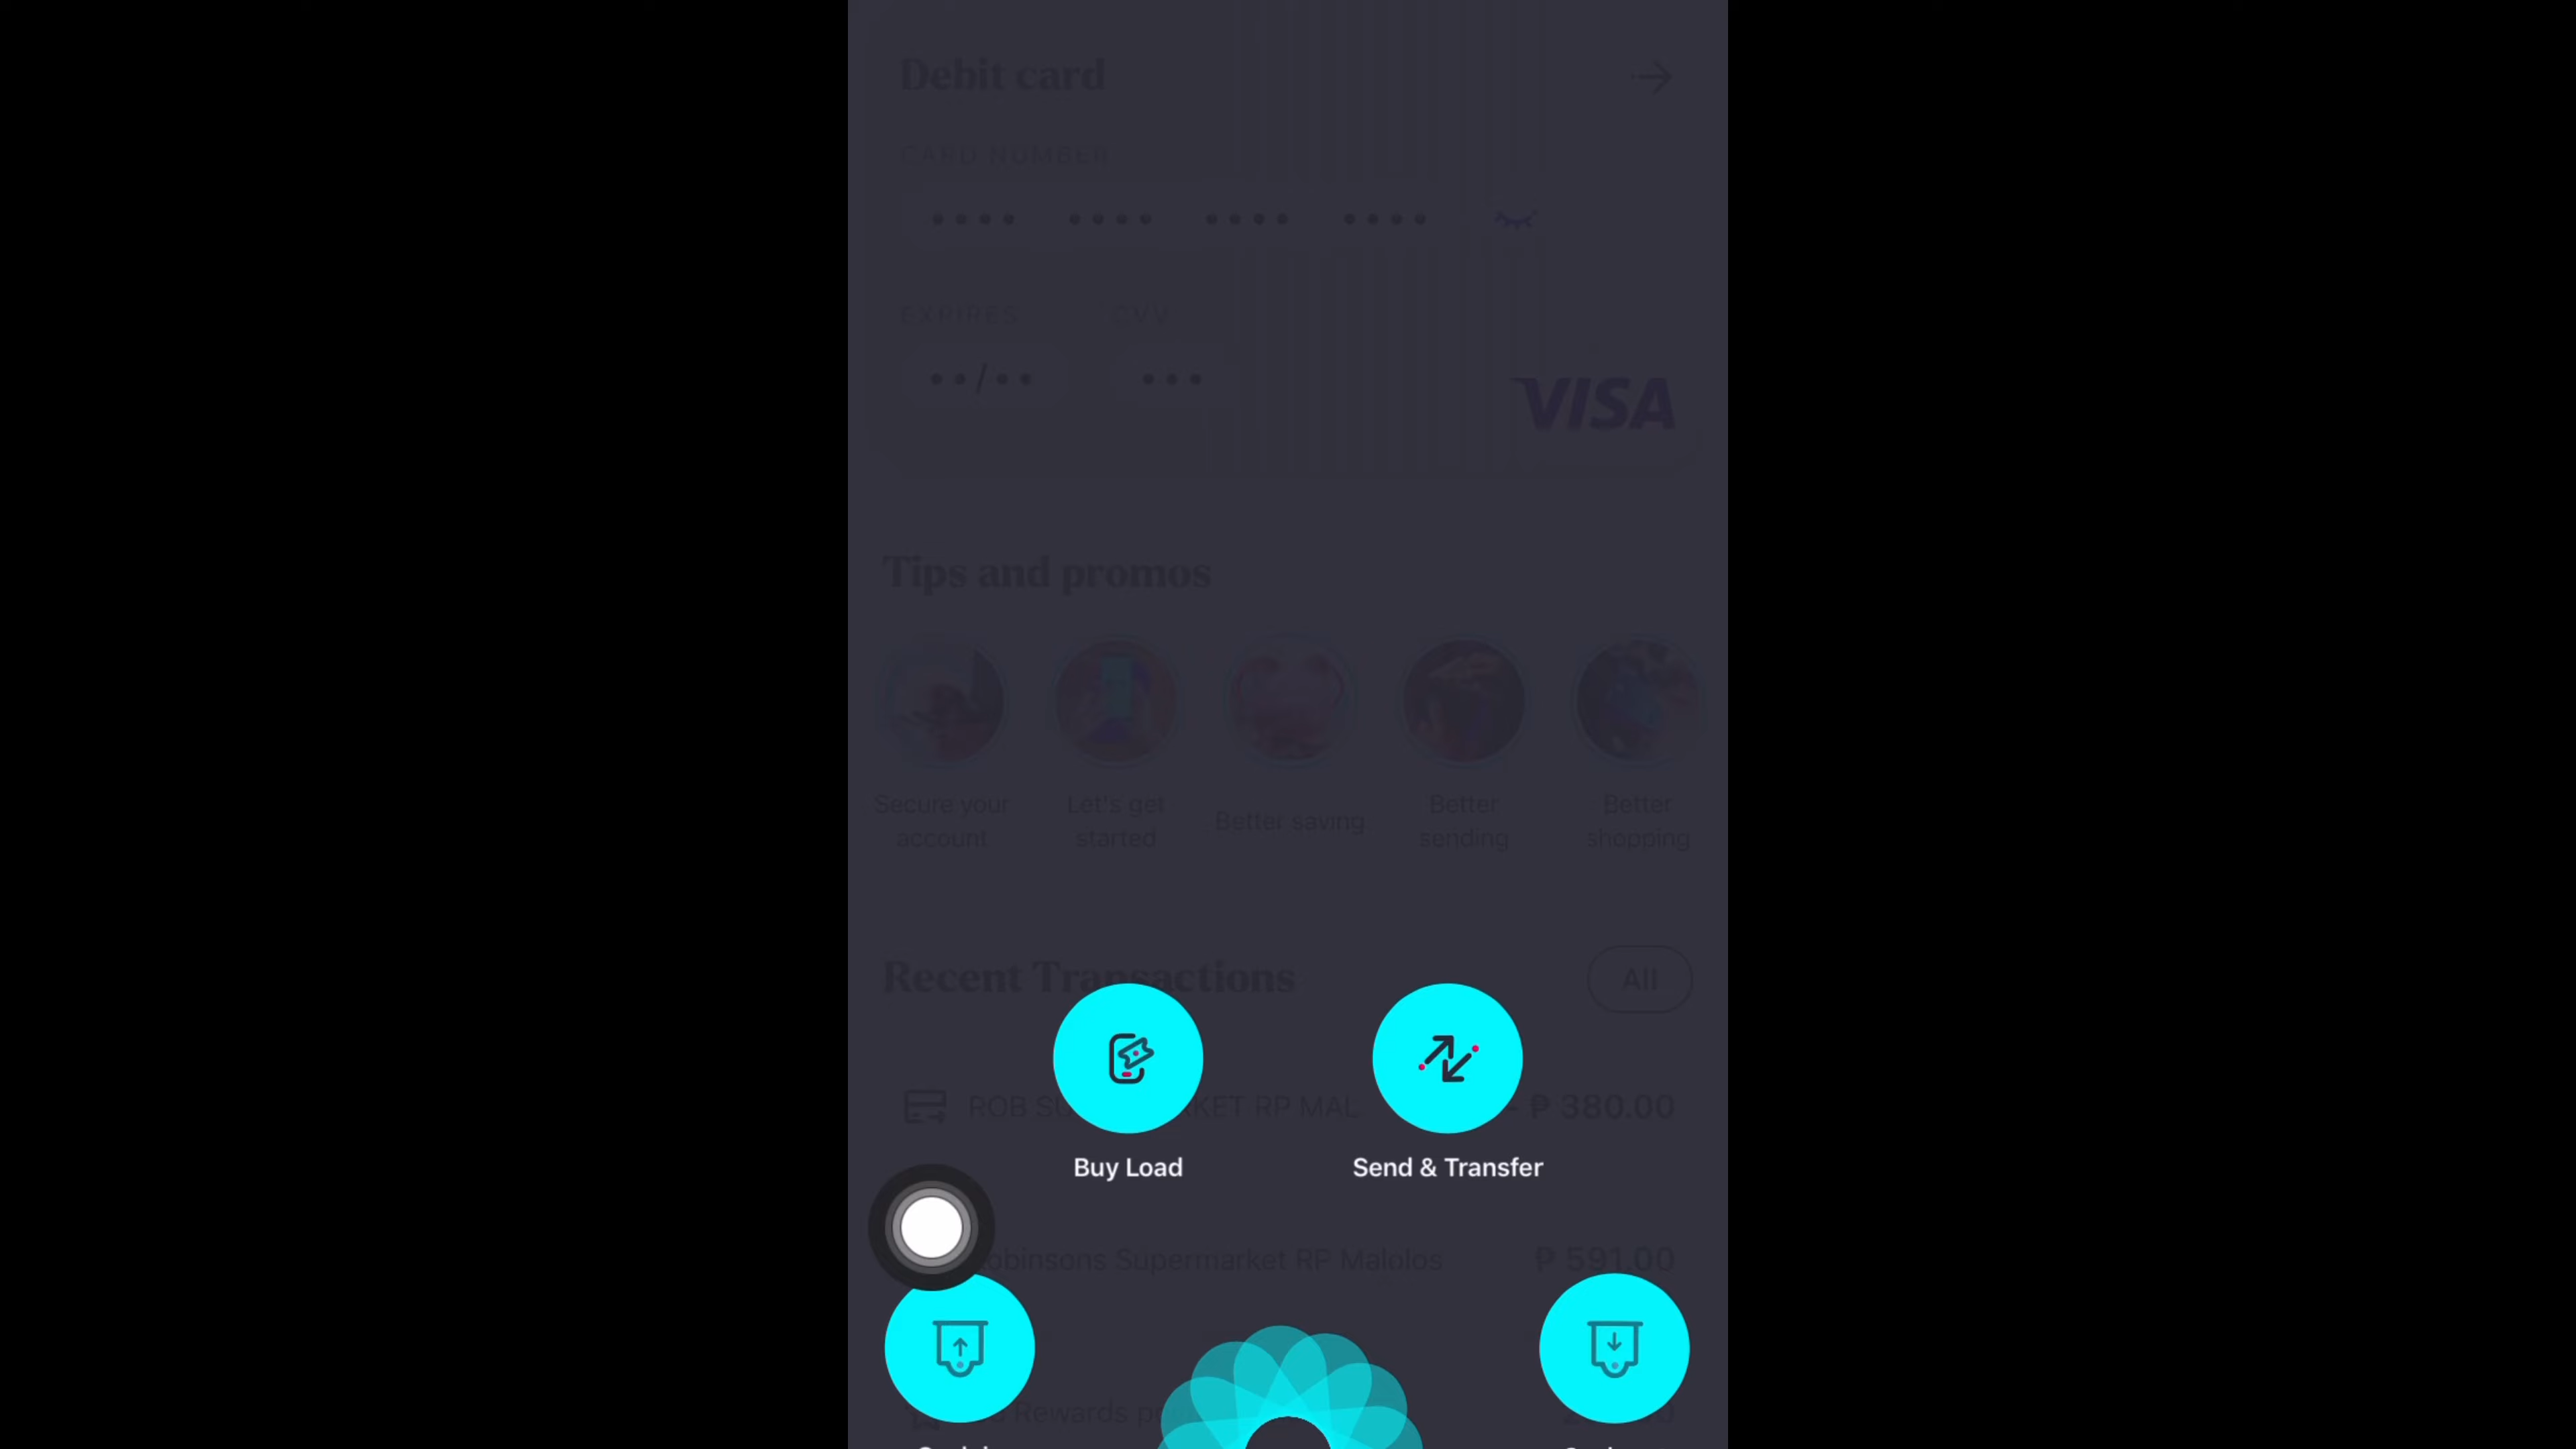 Debit card
CARD NUMBER
EXPIRES CVV
VISA
Tips and promos
Secure your
account
Let's get
started
Better saving
Better
sending
Better
shopping
Recent Transactions
All
ROB SU KET RP MAL - ₱ 380.00
Buy Load
Send & Transfer
obinsons Supermarket RP Malolos ₱ 591.00
Rewards